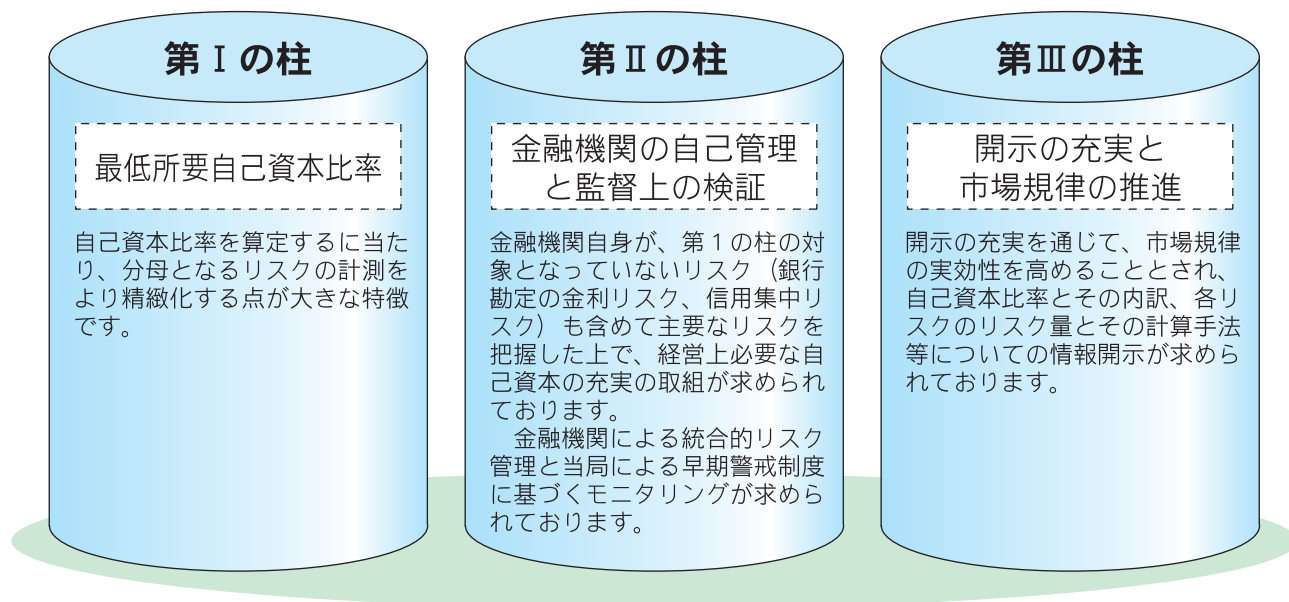 第Ⅰの柱
最低所要自己資本比率
自己資本比率を算定するに当た
り、分母となるリスクの計測を
より精緻化する点が大きな特徴
です。
第Ⅱの柱
金融機関の自己管理
と監督上の検証
金融機関自身が、第１の柱の対
象となっていないリスク（銀行
勘定の金利リスク、信用集中リ
スク）も含めて主要なリスクを
把握した上で、経営上必要な自
己資本の充実の取組が求められ
ております。
　金融機関による統合的リスク
管理と当局による早期警戒制度
に基づくモニタリングが求めら
れております。
第Ⅲの柱
開示の充実と
市場規律の推進
開示の充実を通じて、市場規律
の実効性を高めることとされ、
自己資本比率とその内訳、各リ
スクのリスク量とその計算手法
等についての情報開示が求めら
れております。